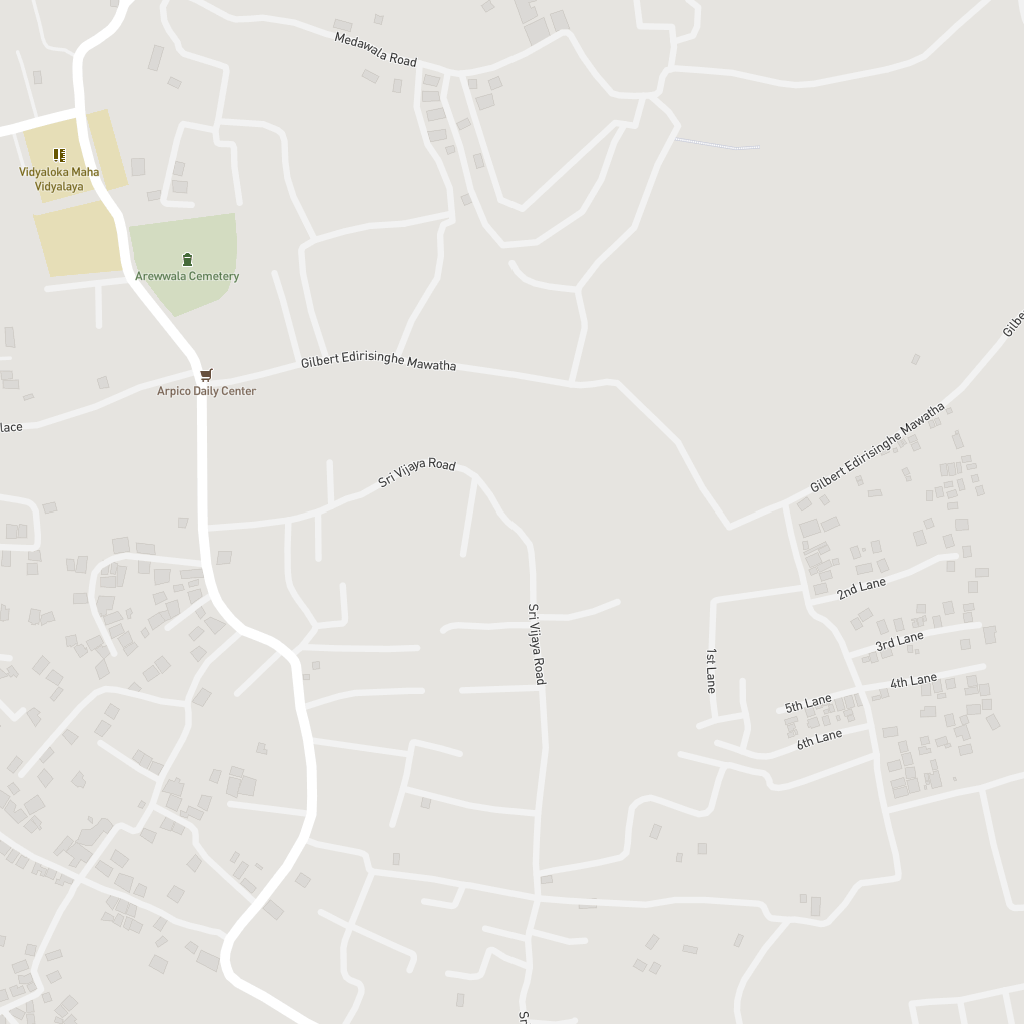 Medawala Road
Vidyaloka Maha
Vidyalaya
Arewwala Cemetery
Gilbe
Gilbert Edirisinghe Mawatha
Arpico Daily Center
lace
Gilbert Edirisinghe Mawatha
Sri Vijaya Road
2nd Lane
Sri Vijaya Road
3rd Lane
1st Lane
4th Lane
5th Lane
6th Lane
Sr